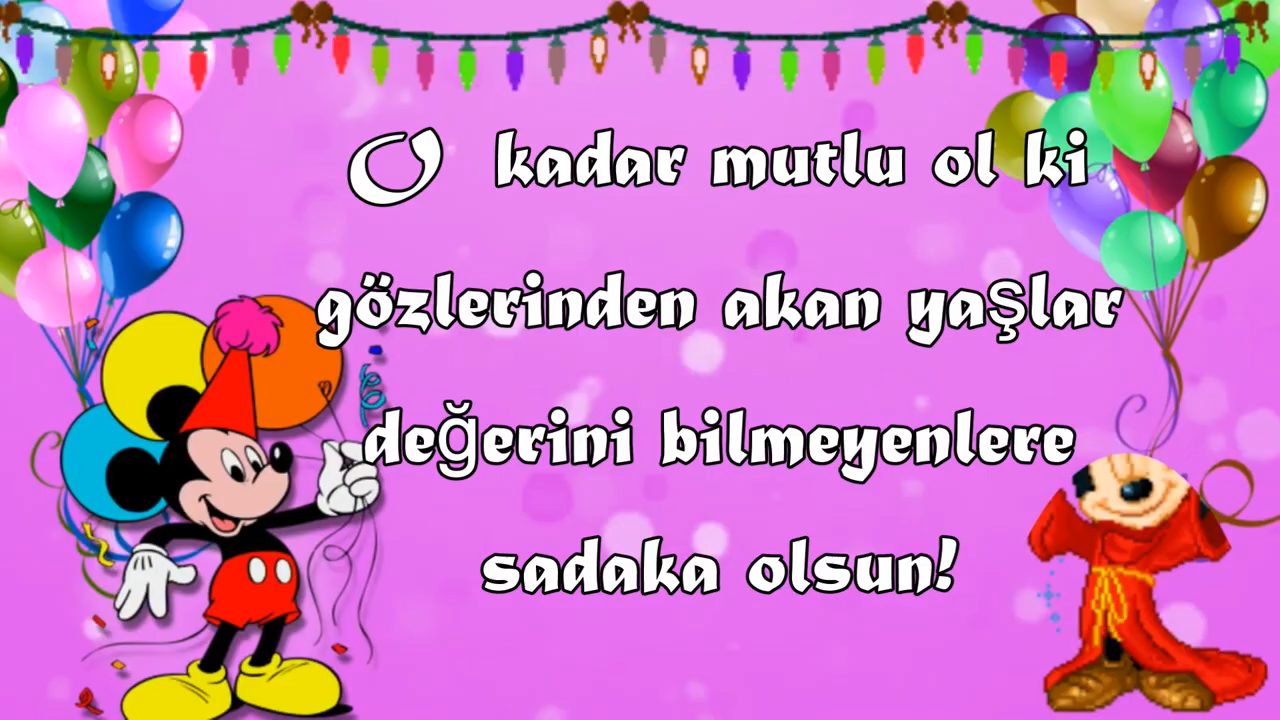 O kadar mutlu ol ki
gözlerinden akan yaşlar
değerini bilmeyenlere
sadaka olsun!